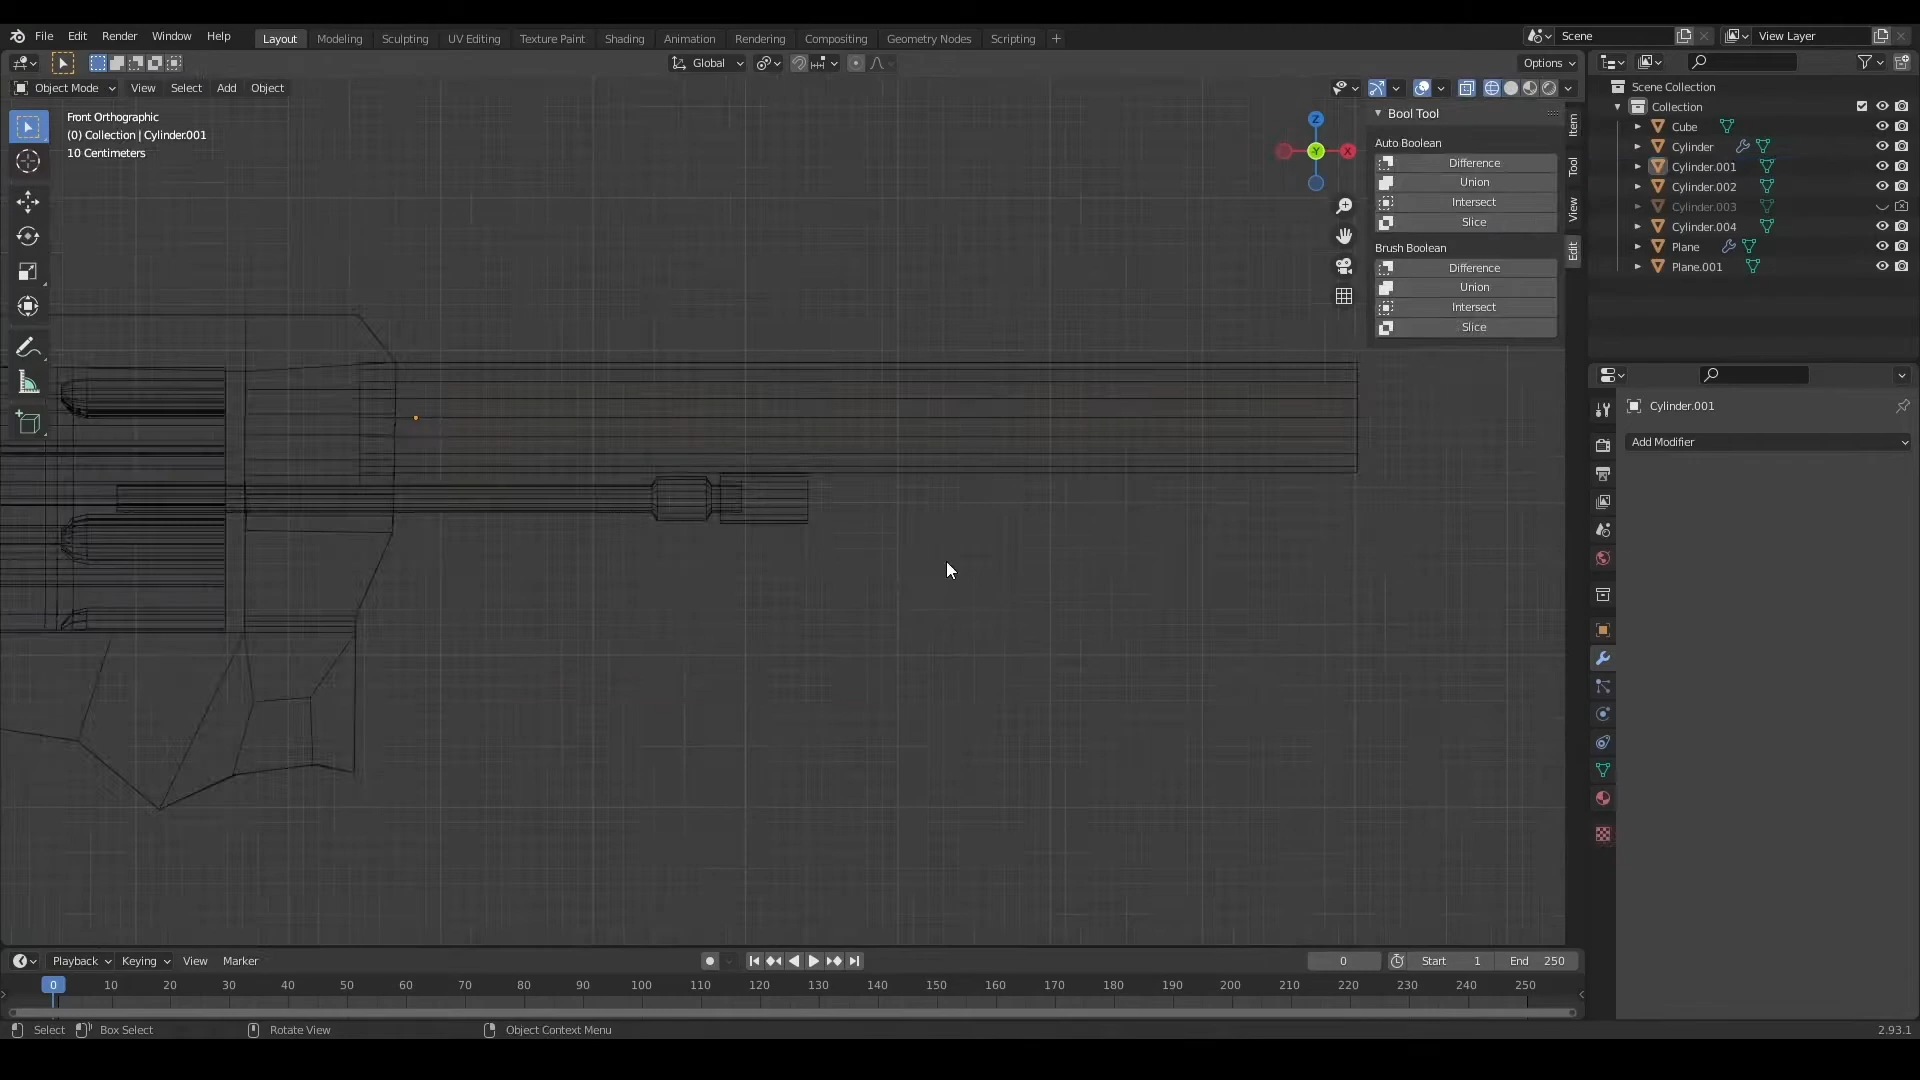 File Edit Render Window Help
Layout Modeling Sculpting UV Editing Texture Paint Shading Animation Rendering Compositing Geometry Nodes Scripting +
Scene View Layer
Global Options
Object Mode View Select Add Object
Front Orthographic
(0) Collection | Cylinder.001
10 Centimeters
Z
Y
X
Bool Tool
Auto Boolean
Difference
Union
Intersect
Slice
Brush Boolean
Difference
Union
Intersect
Slice
Item
Tool
View
Edit
Scene Collection
Collection
Cube
Cylinder
Cylinder.001
Cylinder.002
Cylinder.003
Cylinder.004
Plane
Plane.001
Cylinder.001
Add Modifier
Playback Keying View Marker
0 Start 1 End 250
0 10 20 30 40 50 60 70 80 90 100 110 120 130 140 150 160 170 180 190 200 210 220 230 240 250
Select Box Select Rotate View Object Context Menu
2.93.1